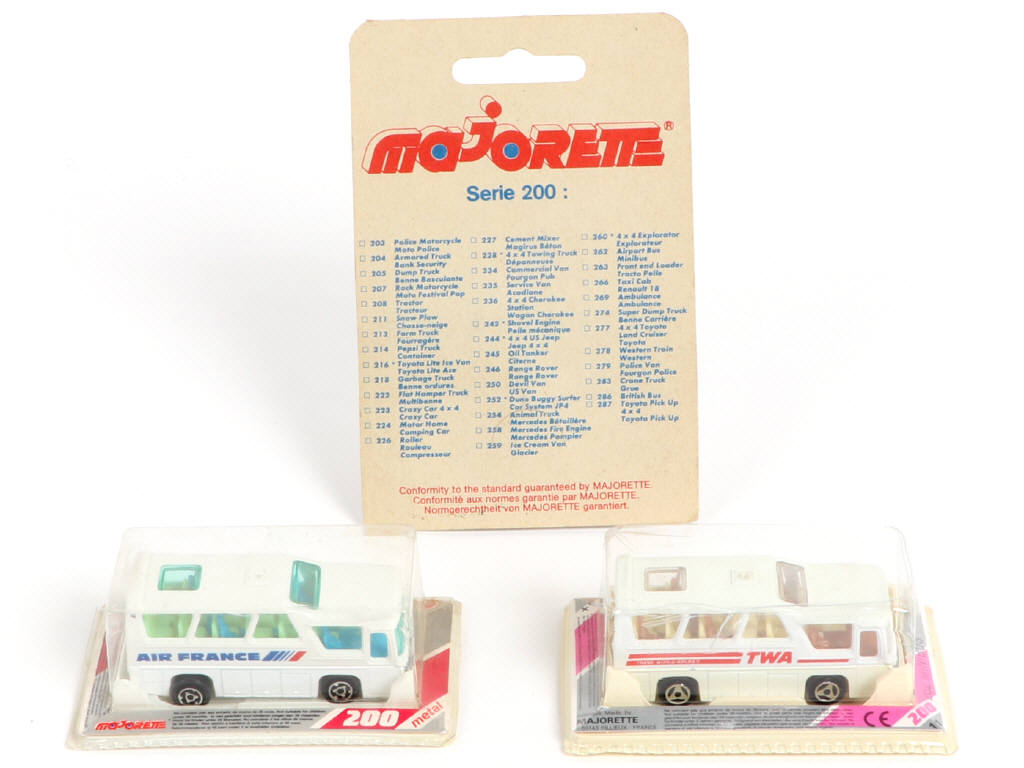 MAJORETTE®
Serie 200 :
203 Police Motorcycle
Moto Police
204 Armored Truck
Bank Security
205 Dump Truck
Benne Basculante
207 Rock Motorcycle
Moto Festival Pop
208 Tractor
Tracteur
211 Snow Plow
Chasse-neige
213 Farm Truck
Fourragère
214 Pepsi Truck
Container
216 * Toyota Lite Ice Van
Toyota Lite Ace
218 Garbage Truck
Benne ordures
222 Flat Hamper Truck
Multibenne
223 Crazy Car 4 x 4
Crazy Car
224 Motor Home
Camping Car
226 Roller
Rouleau
Compresseur
227 Cement Mixer
Magirus Béton
228 * 4 x 4 Towing Truck
Dépanneuse
234 Commercial Van
Fourgon Pub
235 Service Van
Acadiane
236 4 x 4 Cherokee
Station
Wagon Cherokee
242 * Shovel Engine
Pelle mécanique
244 * 4 x 4 US Jeep
Jeep 4 x 4
245 Oil Tanker
Citerne
246 Range Rover
Range Rover
250 Devil Van
US Van
252 * Dune Buggy Surfer
Car System JP4
254 Animal Truck
Mercedes Bétaillère
258 Mercedes Fire Engine
Mercedes Pompier
259 Ice Cream Van
Glacier
260 * 4 x 4 Explorator
Explorateur
262 Airport Bus
Minibus
263 Front end Loader
Tracto Pelle
266 Taxi Cab
Renault 18
269 Ambulance
Ambulance
274 Super Dump Truck
Benne Carrière
277 4 x 4 Toyota
Land Cruiser
Toyota
278 Western Train
Western
279 Police Van
Fourgon Police
283 Crane Truck
Grue
286 British Bus
287 Toyota Pick Up
4 x 4
Toyota Pick Up
Conformity to the standard guaranteed by MAJORETTE.
Conformité aux normes garantie par MAJORETTE.
Normgerechtheit von MAJORETTE garantiert.
AIR FRANCE
MAJORETTE
200
metal
TRANS WORLD AIRLINES
TWA
Made by
MAJORETTE
RILLIEUX - FRANCE
CE
200